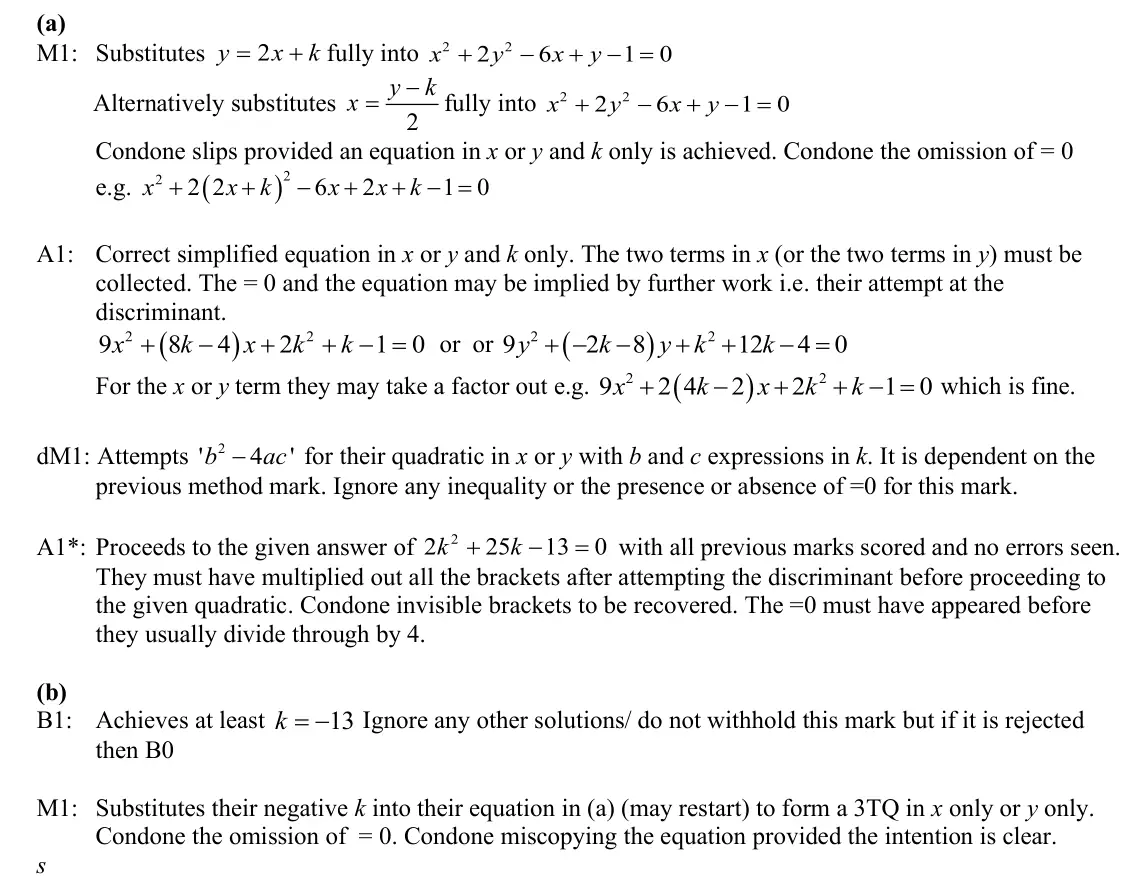 (a)
M1: Substitutes y = 2x + k fully into x² + 2y² − 6x + y − 1 = 0
Alternatively substitutes x = (y − k)/2 fully into x² + 2y² − 6x + y − 1 = 0
Condone slips provided an equation in x or y and k only is achieved. Condone the omission of = 0
e.g. x² + 2(2x + k)² − 6x + 2x + k − 1 = 0
A1: Correct simplified equation in x or y and k only. The two terms in x (or the two terms in y) must be
collected. The = 0 and the equation may be implied by further work i.e. their attempt at the
discriminant.
9x² + (8k − 4)x + 2k² + k − 1 = 0 or or 9y² + (−2k − 8)y + k² + 12k − 4 = 0
For the x or y term they may take a factor out e.g. 9x² + 2(4k − 2)x + 2k² + k − 1 = 0 which is fine.
dM1: Attempts 'b² − 4ac' for their quadratic in x or y with b and c expressions in k. It is dependent on the
previous method mark. Ignore any inequality or the presence or absence of =0 for this mark.
A1*: Proceeds to the given answer of 2k² + 25k − 13 = 0 with all previous marks scored and no errors seen.
They must have multiplied out all the brackets after attempting the discriminant before proceeding to
the given quadratic. Condone invisible brackets to be recovered. The =0 must have appeared before
they usually divide through by 4.
(b)
B1: Achieves at least k = −13 Ignore any other solutions/ do not withhold this mark but if it is rejected
then B0
M1: Substitutes their negative k into their equation in (a) (may restart) to form a 3TQ in x only or y only.
Condone the omission of = 0. Condone miscopying the equation provided the intention is clear.
s